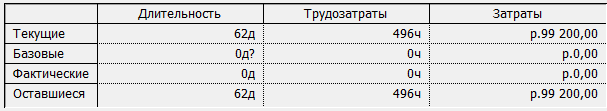 Длительность Трудозатраты Затраты
Текущие 62д 496ч р.99 200,00
Базовые 0д? 0ч р.0,00
Фактические 0д 0ч р.0,00
Оставшиеся 62д 496ч р.99 200,00